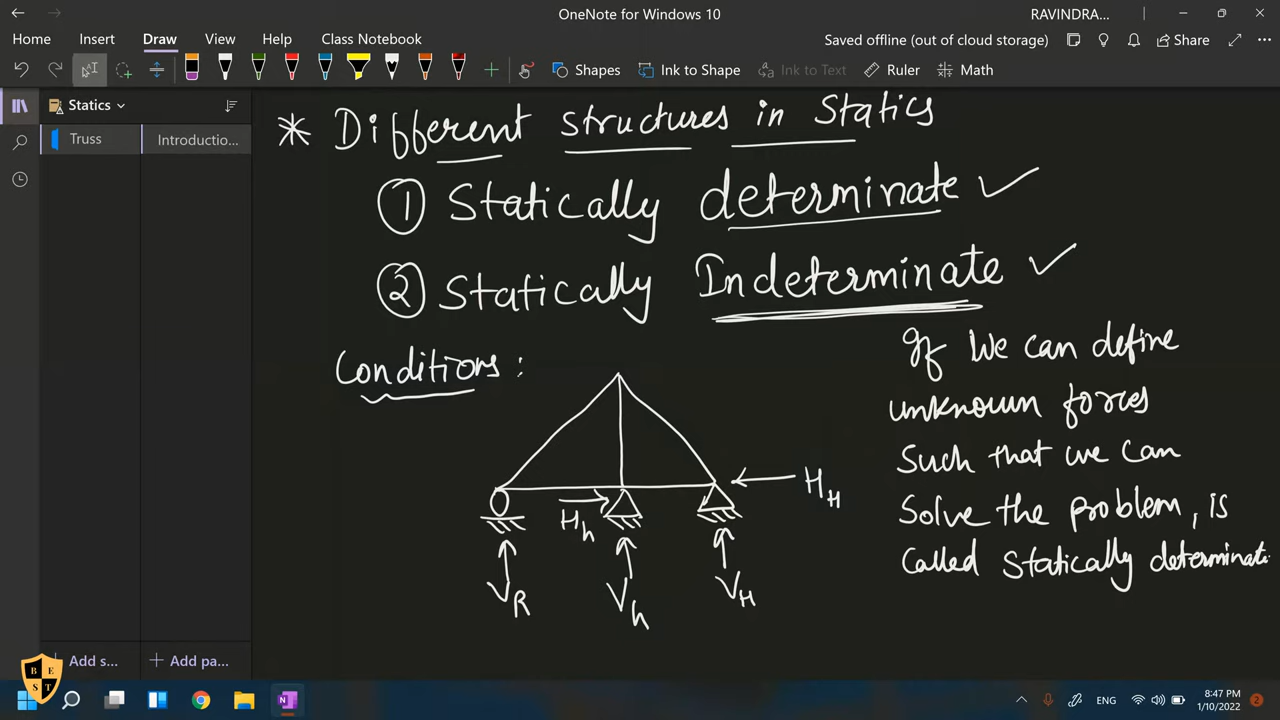 OneNote for Windows 10
RAVINDRA...
Home Insert Draw View Help Class Notebook
Saved offline (out of cloud storage)
Share
Shapes
Ink to Shape
Ink to Text
Ruler
Math
Statics
Truss
Introductio...
* Different structures in Statics
① Statically determinate ✓
② Statically Indeterminate ✓
Conditions:
If We can define
unknown forces
Such that we can
Solve the problem, is
Called Statically determinate
H_H
H_h
V_R
V_h
V_H
Add s...
Add pa...
BEST
ENG
8:47 PM
1/10/2022
2